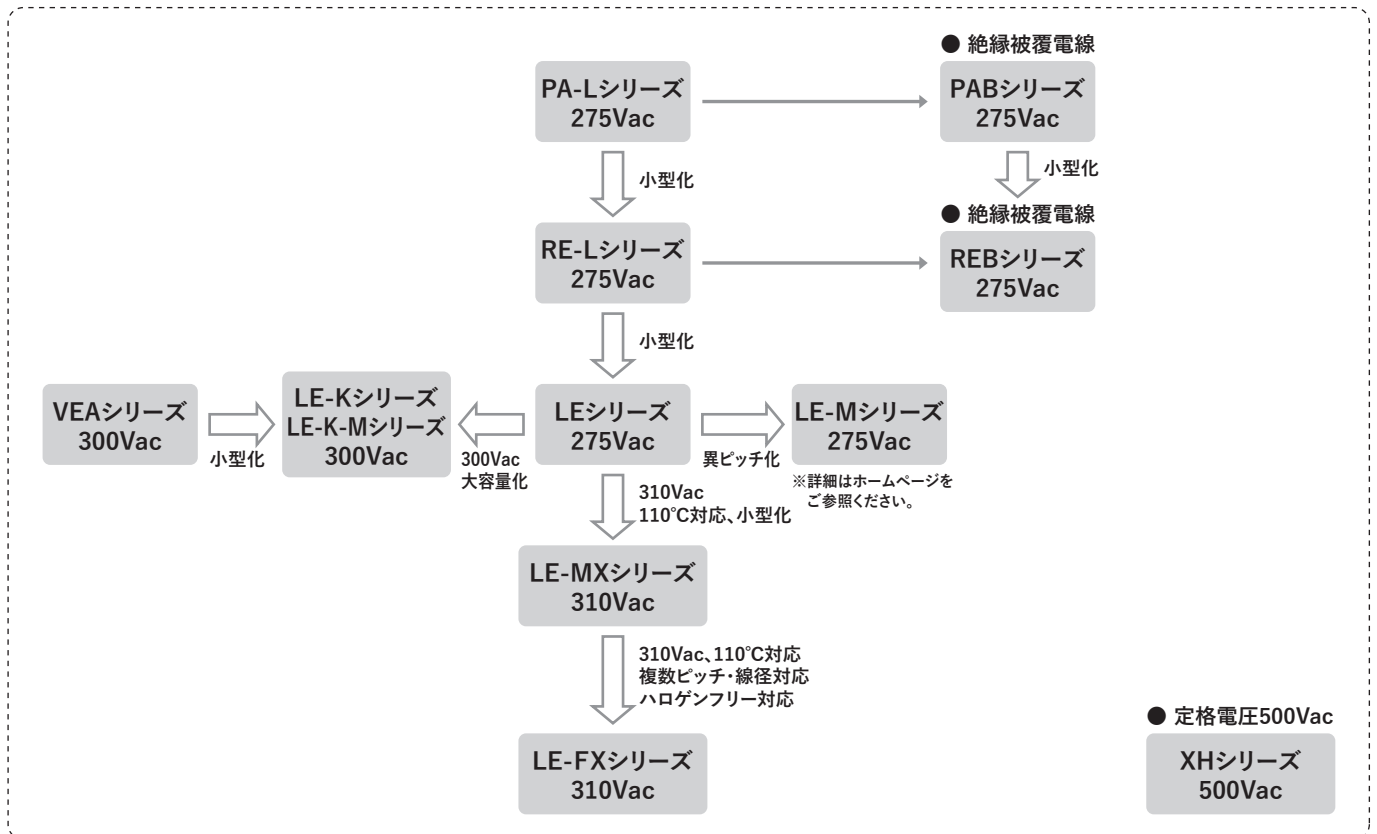 ● 絶縁被覆電線
PA-Lシリーズ
275Vac
PABシリーズ
275Vac
小型化
小型化
● 絶縁被覆電線
RE-Lシリーズ
275Vac
REBシリーズ
275Vac
小型化
VEAシリーズ
300Vac
小型化
LE-Kシリーズ
LE-K-Mシリーズ
300Vac
300Vac
大容量化
LEシリーズ
275Vac
異ピッチ化
LE-Mシリーズ
275Vac
※詳細はホームページを
ご参照ください。
310Vac
110℃対応、小型化
LE-MXシリーズ
310Vac
310Vac、110℃対応
複数ピッチ・線径対応
ハロゲンフリー対応
LE-FXシリーズ
310Vac
● 定格電圧500Vac
XHシリーズ
500Vac